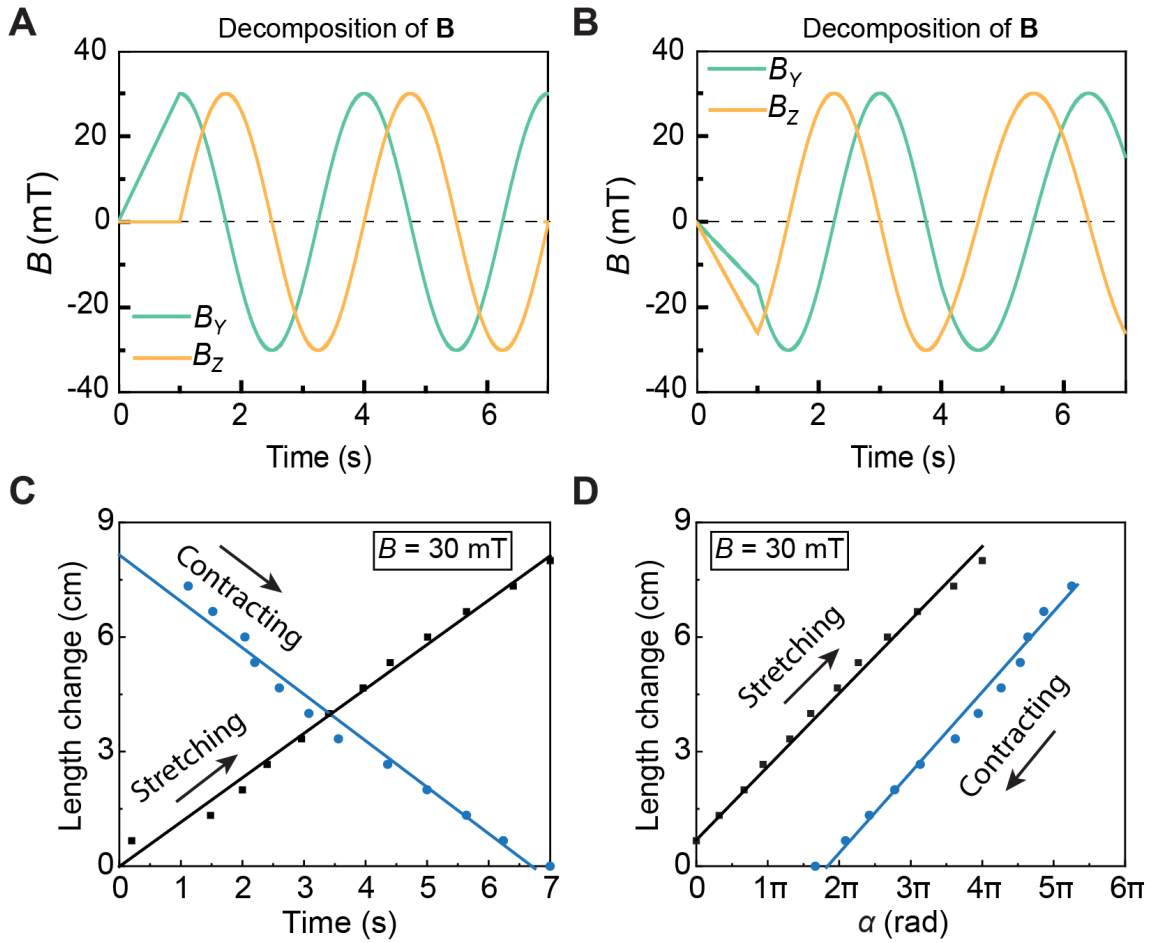 A
Decomposition of B
40
20
0
-20
-40
B (mT)
B_Y
B_Z
0
2
4
6
Time (s)
B
Decomposition of B
40
20
0
-20
-40
B (mT)
B_Y
B_Z
0
2
4
6
Time (s)
C
9
6
3
0
Length change (cm)
Contracting
B = 30 mT
Stretching
0
1
2
3
4
5
6
7
Time (s)
D
9
6
3
0
Length change (cm)
B = 30 mT
Stretching
Contracting
0
1π
2π
3π
4π
5π
6π
α (rad)